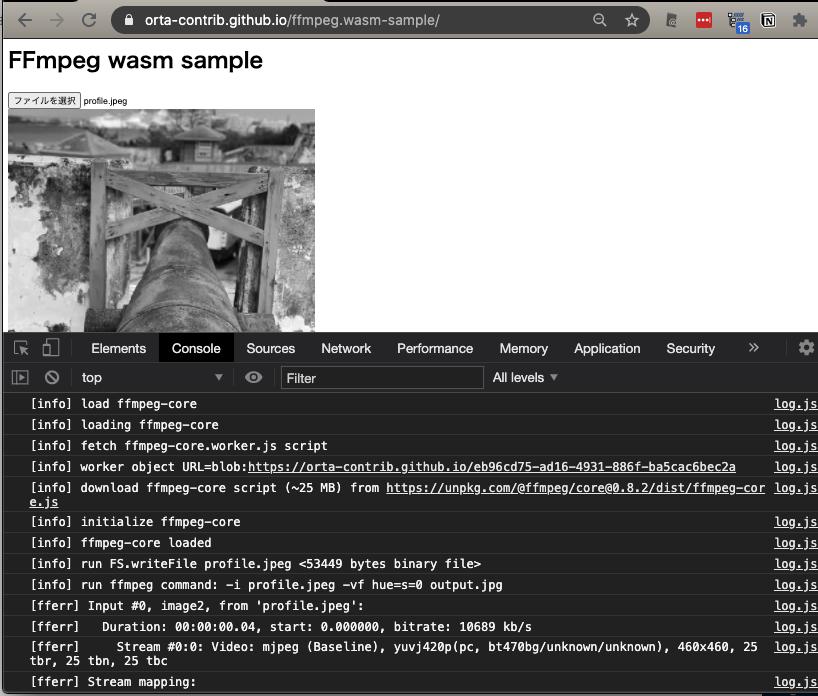 orta-contrib.github.io/ffmpeg.wasm-sample/
16
FFmpeg wasm sample
ファイルを選択 profile.jpeg
Elements Console Sources Network Performance Memory Application Security »
top Filter All levels
[info] load ffmpeg-core log.js
[info] loading ffmpeg-core log.js
[info] fetch ffmpeg-core.worker.js script log.js
[info] worker object URL=blob:https://orta-contrib.github.io/eb96cd75-ad16-4931-886f-ba5cac6bec2a log.js
[info] download ffmpeg-core script (~25 MB) from https://unpkg.com/@ffmpeg/core@0.8.2/dist/ffmpeg-cor log.js
e.js
[info] initialize ffmpeg-core log.js
[info] ffmpeg-core loaded log.js
[info] run FS.writeFile profile.jpeg <53449 bytes binary file> log.js
[info] run ffmpeg command: -i profile.jpeg -vf hue=s=0 output.jpg log.js
[fferr] Input #0, image2, from 'profile.jpeg': log.js
[fferr] Duration: 00:00:00.04, start: 0.000000, bitrate: 10689 kb/s log.js
[fferr] Stream #0:0: Video: mjpeg (Baseline), yuvj420p(pc, bt470bg/unknown/unknown), 460x460, 25 log.js
tbr, 25 tbn, 25 tbc
[fferr] Stream mapping: log.js